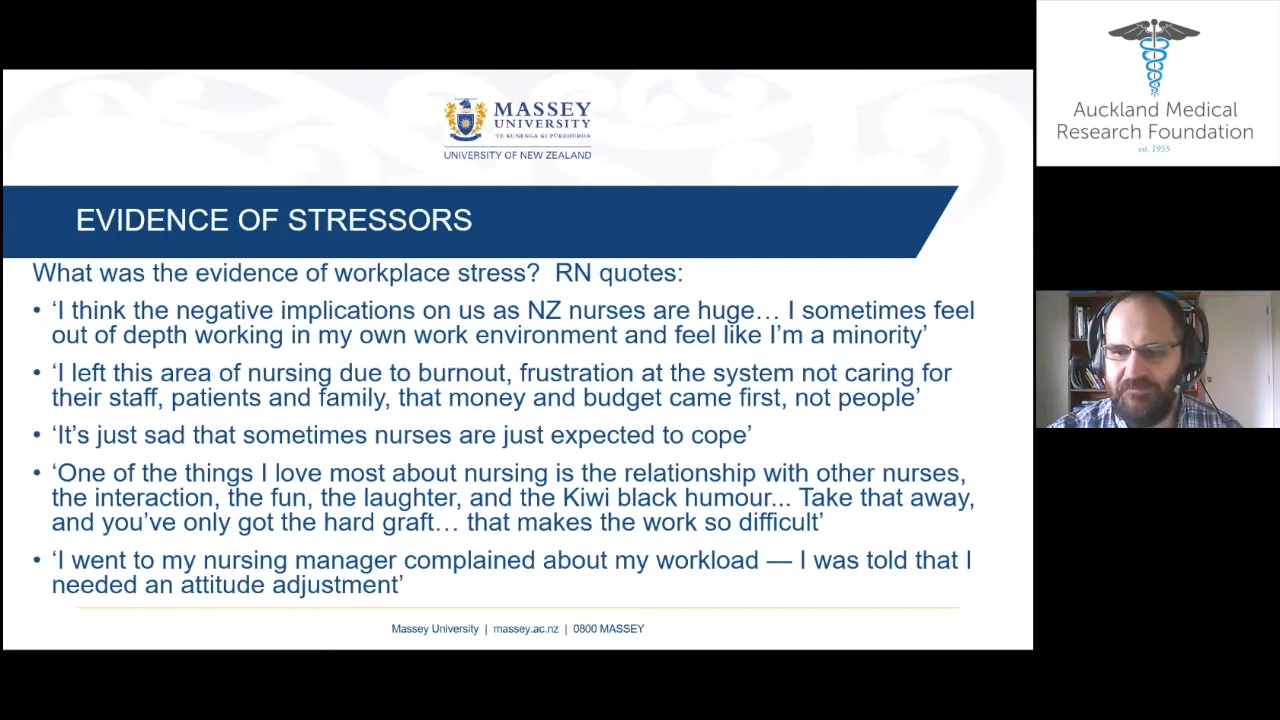 MASSEY
UNIVERSITY
TE KUNENGA KI PŪREHUROA
UNIVERSITY OF NEW ZEALAND
EVIDENCE OF STRESSORS
What was the evidence of workplace stress?  RN quotes:
• ‘I think the negative implications on us as NZ nurses are huge… I sometimes feel
out of depth working in my own work environment and feel like I’m a minority’
• ‘I left this area of nursing due to burnout, frustration at the system not caring for
their staff, patients and family, that money and budget came first, not people’
• ‘It’s just sad that sometimes nurses are just expected to cope’
• ‘One of the things I love most about nursing is the relationship with other nurses,
the interaction, the fun, the laughter, and the Kiwi black humour... Take that away,
and you’ve only got the hard graft… that makes the work so difficult’
• ‘I went to my nursing manager complained about my workload — I was told that I
needed an attitude adjustment’
Massey University | massey.ac.nz | 0800 MASSEY
Auckland Medical
Research Foundation
est. 1955